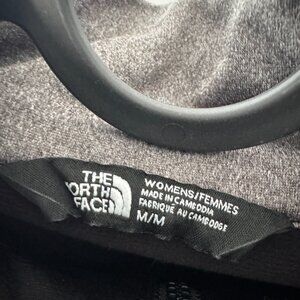 THE
NORTH
FACE
WOMENS/FEMMES
MADE IN CAMBODIA
FABRIQUÉ AU CAMBODGE
M/M